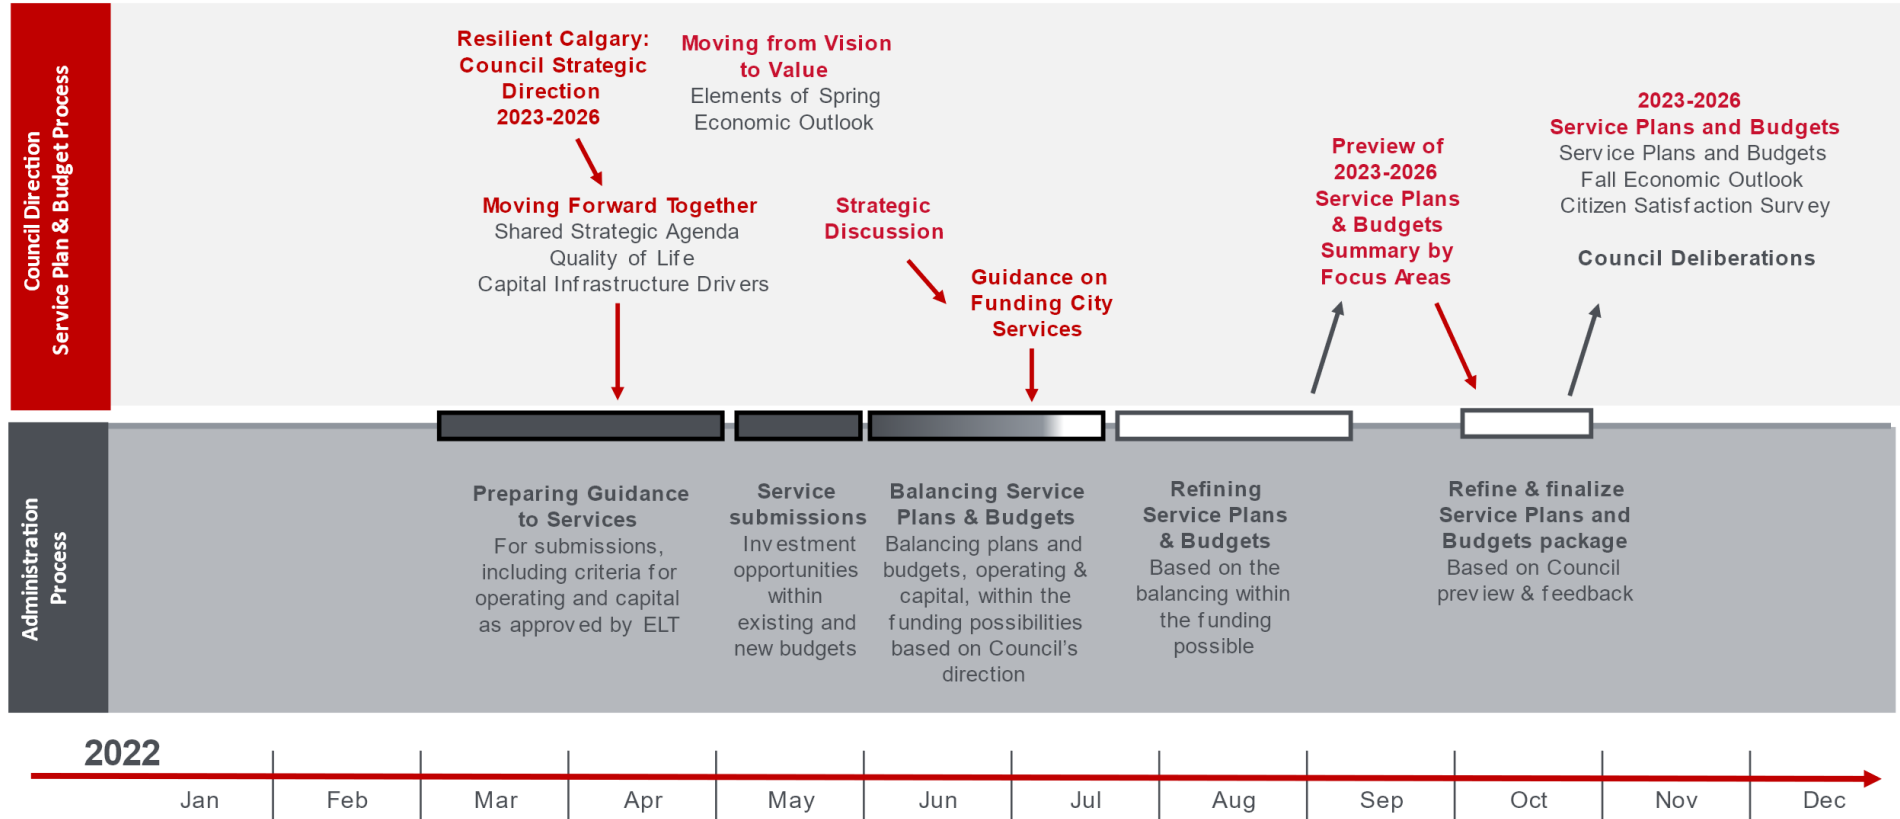 Council Direction
Service Plan & Budget Process
Resilient Calgary:
Council Strategic
Direction
2023-2026
Moving from Vision
to Value
Elements of Spring
Economic Outlook
Moving Forward Together
Shared Strategic Agenda
Quality of Life
Capital Infrastructure Drivers
Strategic
Discussion
Guidance on
Funding City
Services
Preview of
2023-2026
Service Plans
& Budgets
Summary by
Focus Areas
2023-2026
Service Plans and Budgets
Service Plans and Budgets
Fall Economic Outlook
Citizen Satisfaction Survey
Council Deliberations
Administration
Process
Preparing Guidance
to Services
For submissions,
including criteria for
operating and capital
as approved by ELT
Service
submissions
Investment
opportunities
within
existing and
new budgets
Balancing Service
Plans & Budgets
Balancing plans and
budgets, operating &
capital, within the
funding possibilities
based on Council's
direction
Refining
Service Plans
& Budgets
Based on the
balancing within
the funding
possible
Refine & finalize
Service Plans and
Budgets package
Based on Council
preview & feedback
2022
Jan Feb Mar Apr May Jun Jul Aug Sep Oct Nov Dec